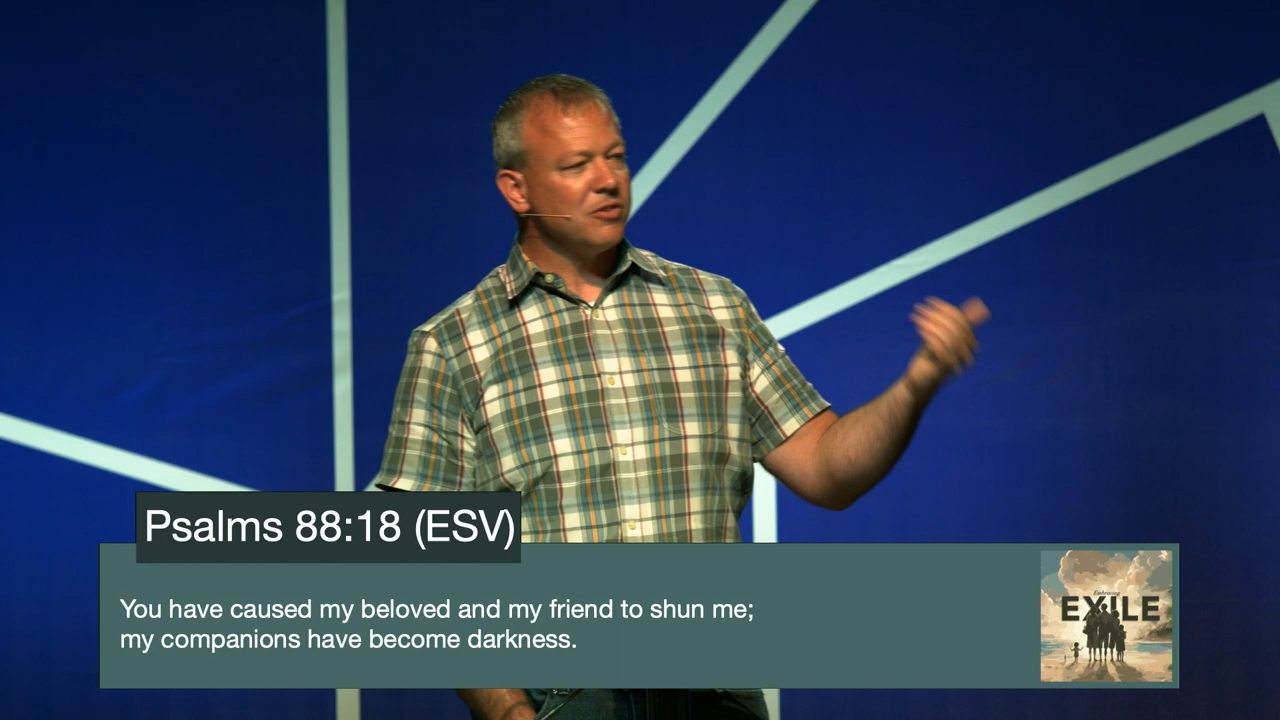 Psalms 88:18 (ESV)
You have caused my beloved and my friend to shun me;
my companions have become darkness.
Embracing
EXILE